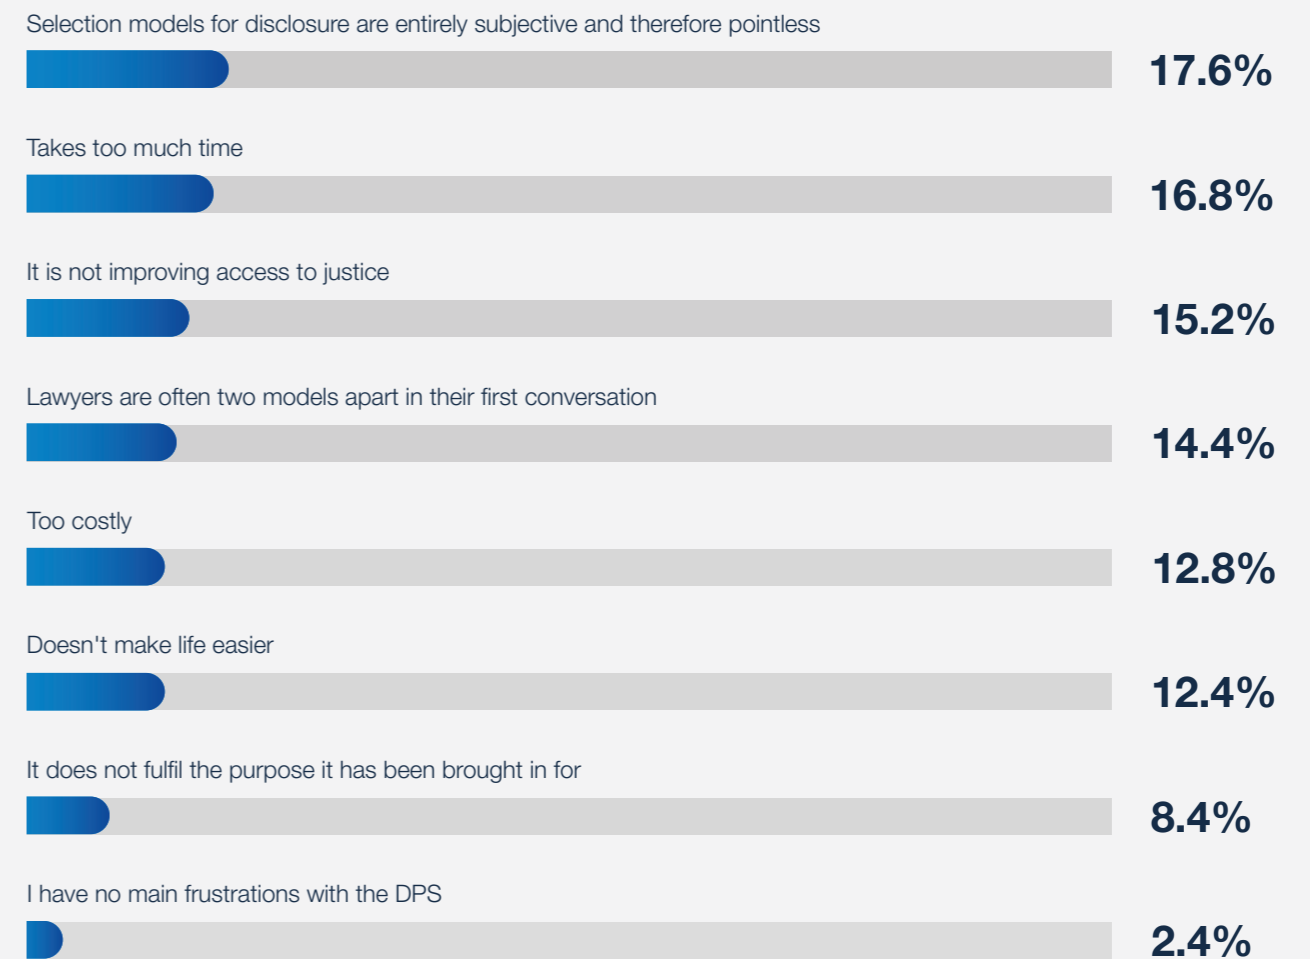 Selection models for disclosure are entirely subjective and therefore pointless
17.6%
Takes too much time
16.8%
It is not improving access to justice
15.2%
Lawyers are often two models apart in their first conversation
14.4%
Too costly
12.8%
Doesn't make life easier
12.4%
It does not fulfil the purpose it has been brought in for
8.4%
I have no main frustrations with the DPS
2.4%